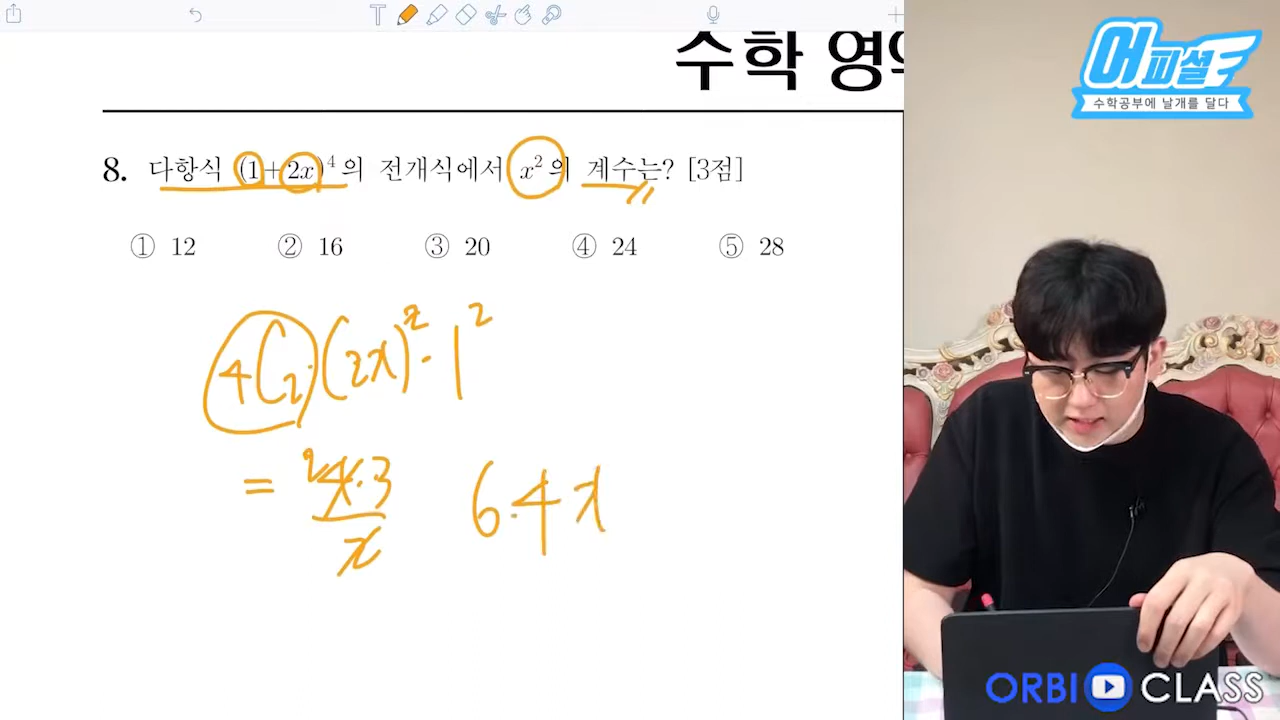 수학 영역
8. 다항식 (1+2x)⁴의 전개식에서 x²의 계수는? [3점]
① 12 ② 16 ③ 20 ④ 24 ⑤ 28
₄C₂·(2x)²·1²
= 4·3/2 2 6·4x
어피셜
수학공부에 날개를 달다
ORBI CLASS